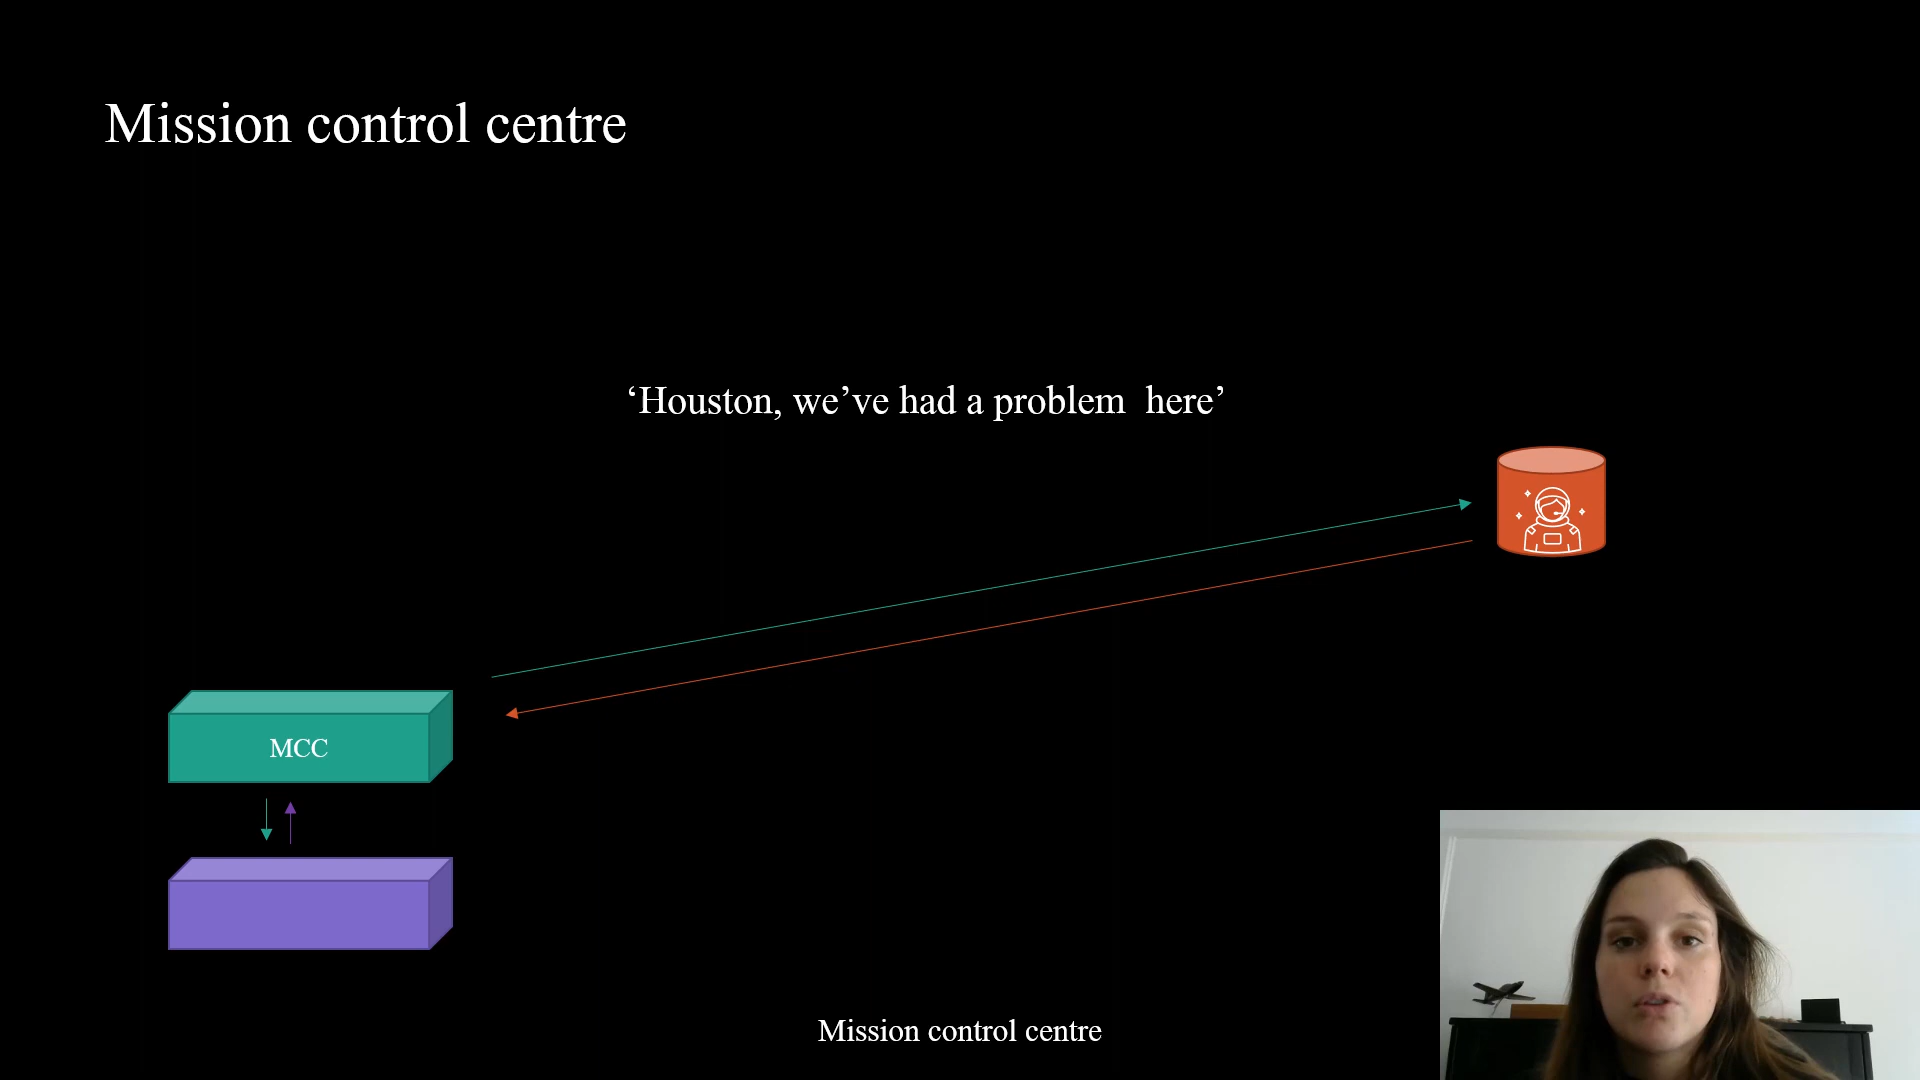 Mission control centre
‘Houston, we’ve had a problem  here’
MCC
Mission control centre